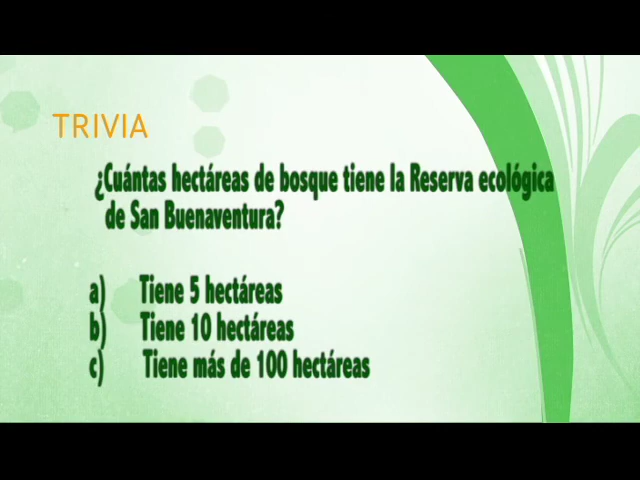 TRIVIA
¿Cuántas hectáreas de bosque tiene la Reserva ecológica
de San Buenaventura?
a) Tiene 5 hectáreas
b) Tiene 10 hectáreas
c) Tiene más de 100 hectáreas